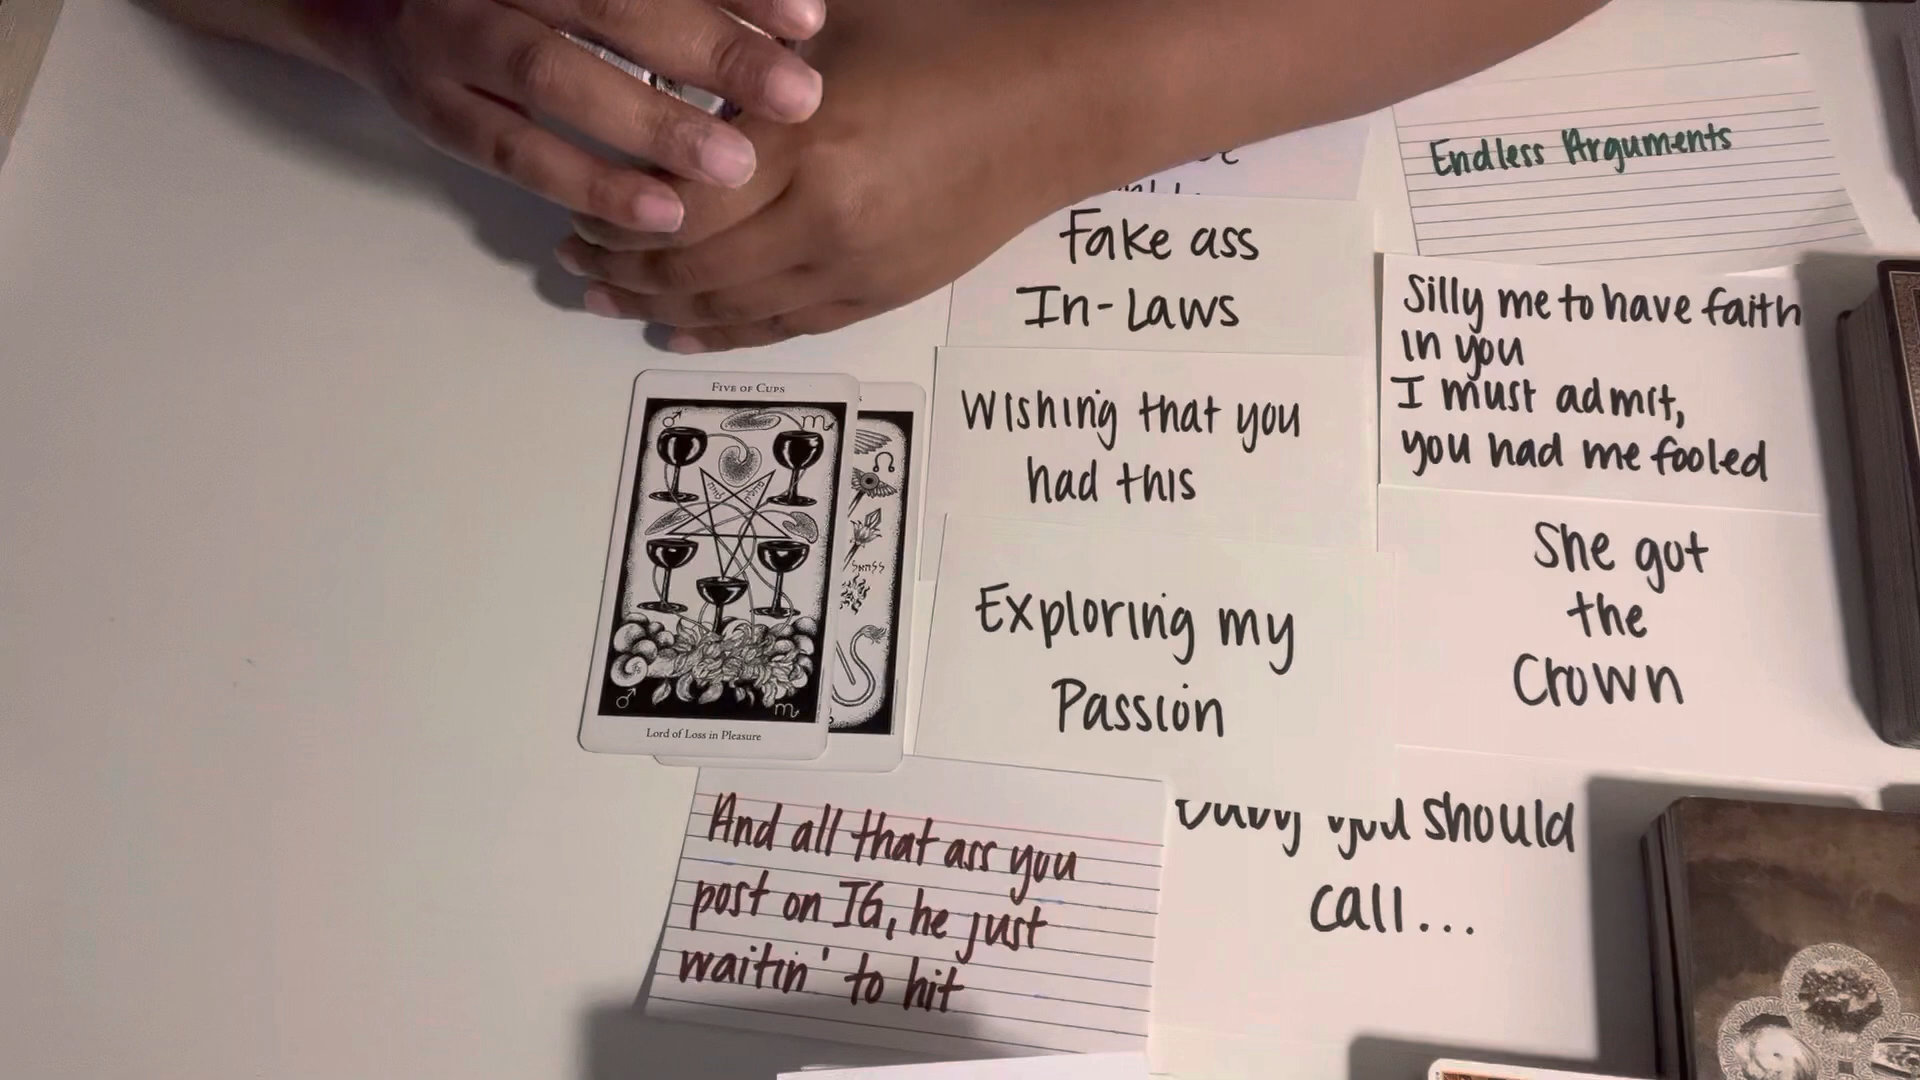 Endless Arguments
Fake ass
In-Laws
Silly me to have faith
in you
I must admit,
you had me fooled
Wishing that you
had this
She got
the
Crown
Exploring my
Passion
FIVE OF CUPS
Lord of Loss in Pleasure
And all that ass you
post on IG, he just
waitin' to hit
you should
call...